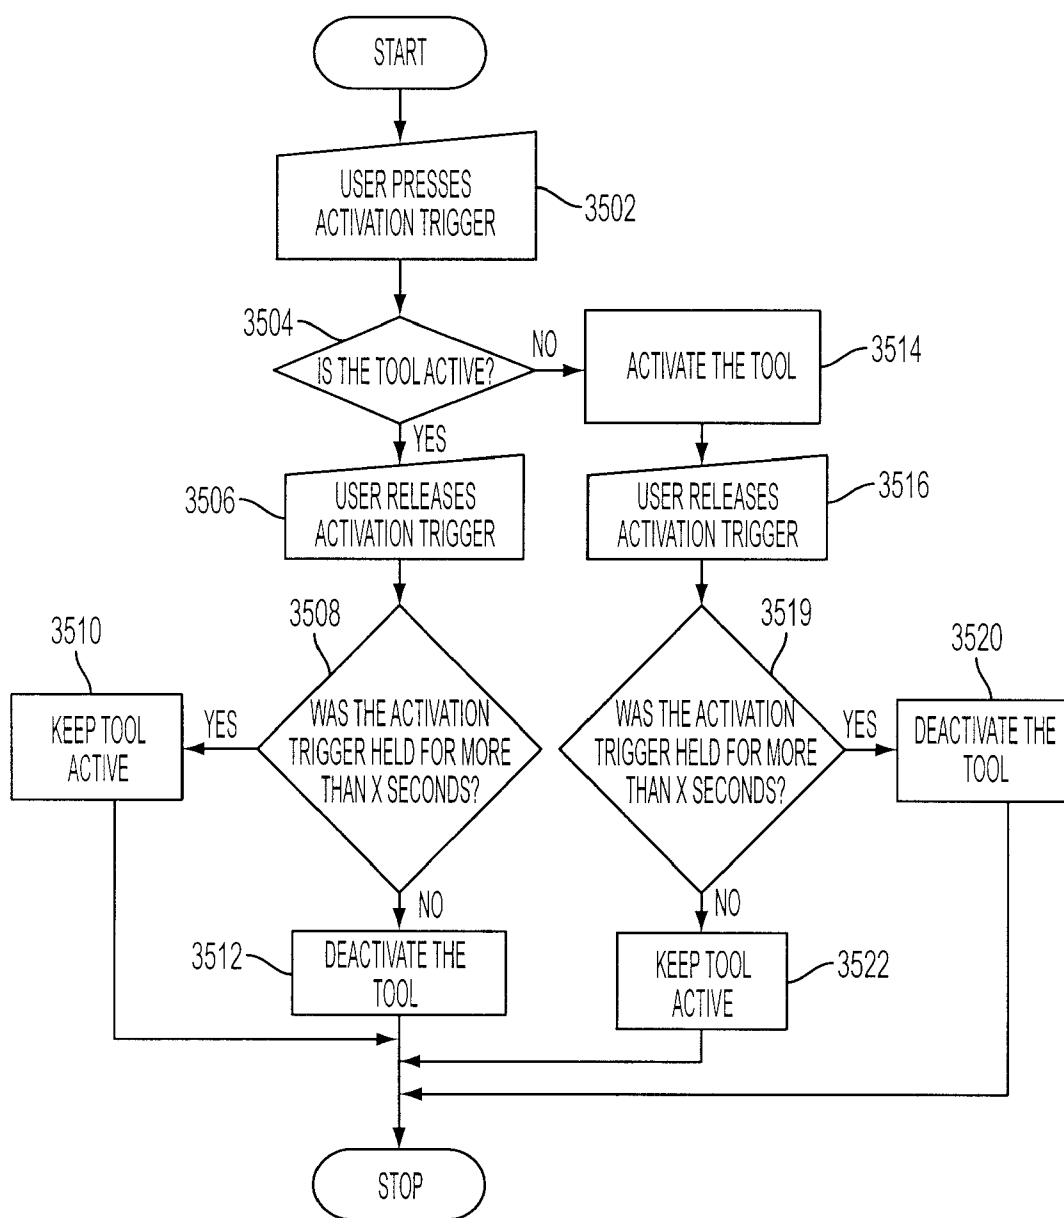 START
USER PRESSES
ACTIVATION TRIGGER
3502
3504
IS THE TOOL ACTIVE?
NO
ACTIVATE THE TOOL
3514
YES
3506
USER RELEASES
ACTIVATION TRIGGER
USER RELEASES
ACTIVATION TRIGGER
3516
3510
KEEP TOOL
ACTIVE
YES
3508
WAS THE ACTIVATION
TRIGGER HELD FOR MORE
THAN X SECONDS?
3519
WAS THE ACTIVATION
TRIGGER HELD FOR MORE
THAN X SECONDS?
YES
3520
DEACTIVATE THE
TOOL
NO
3512
DEACTIVATE THE
TOOL
NO
KEEP TOOL
ACTIVE
3522
STOP